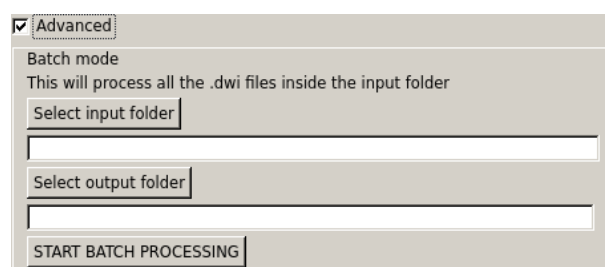 Advanced
Batch mode
This will process all the .dwi files inside the input folder
Select input folder
Select output folder
START BATCH PROCESSING